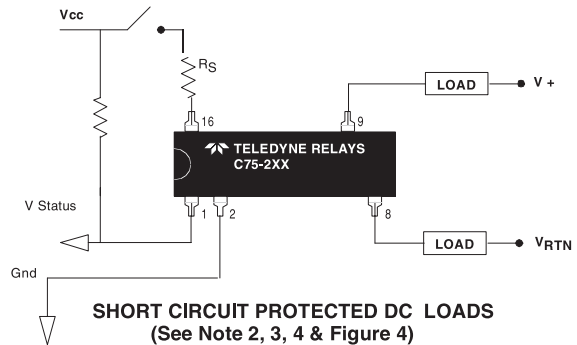 Vcc
RS
LOAD
V +
16
9
TELEDYNE RELAYS
C75-2XX
V Status
1
2
8
LOAD
VRTN
Gnd
SHORT CIRCUIT PROTECTED DC LOADS
(See Note 2, 3, 4 & Figure 4)